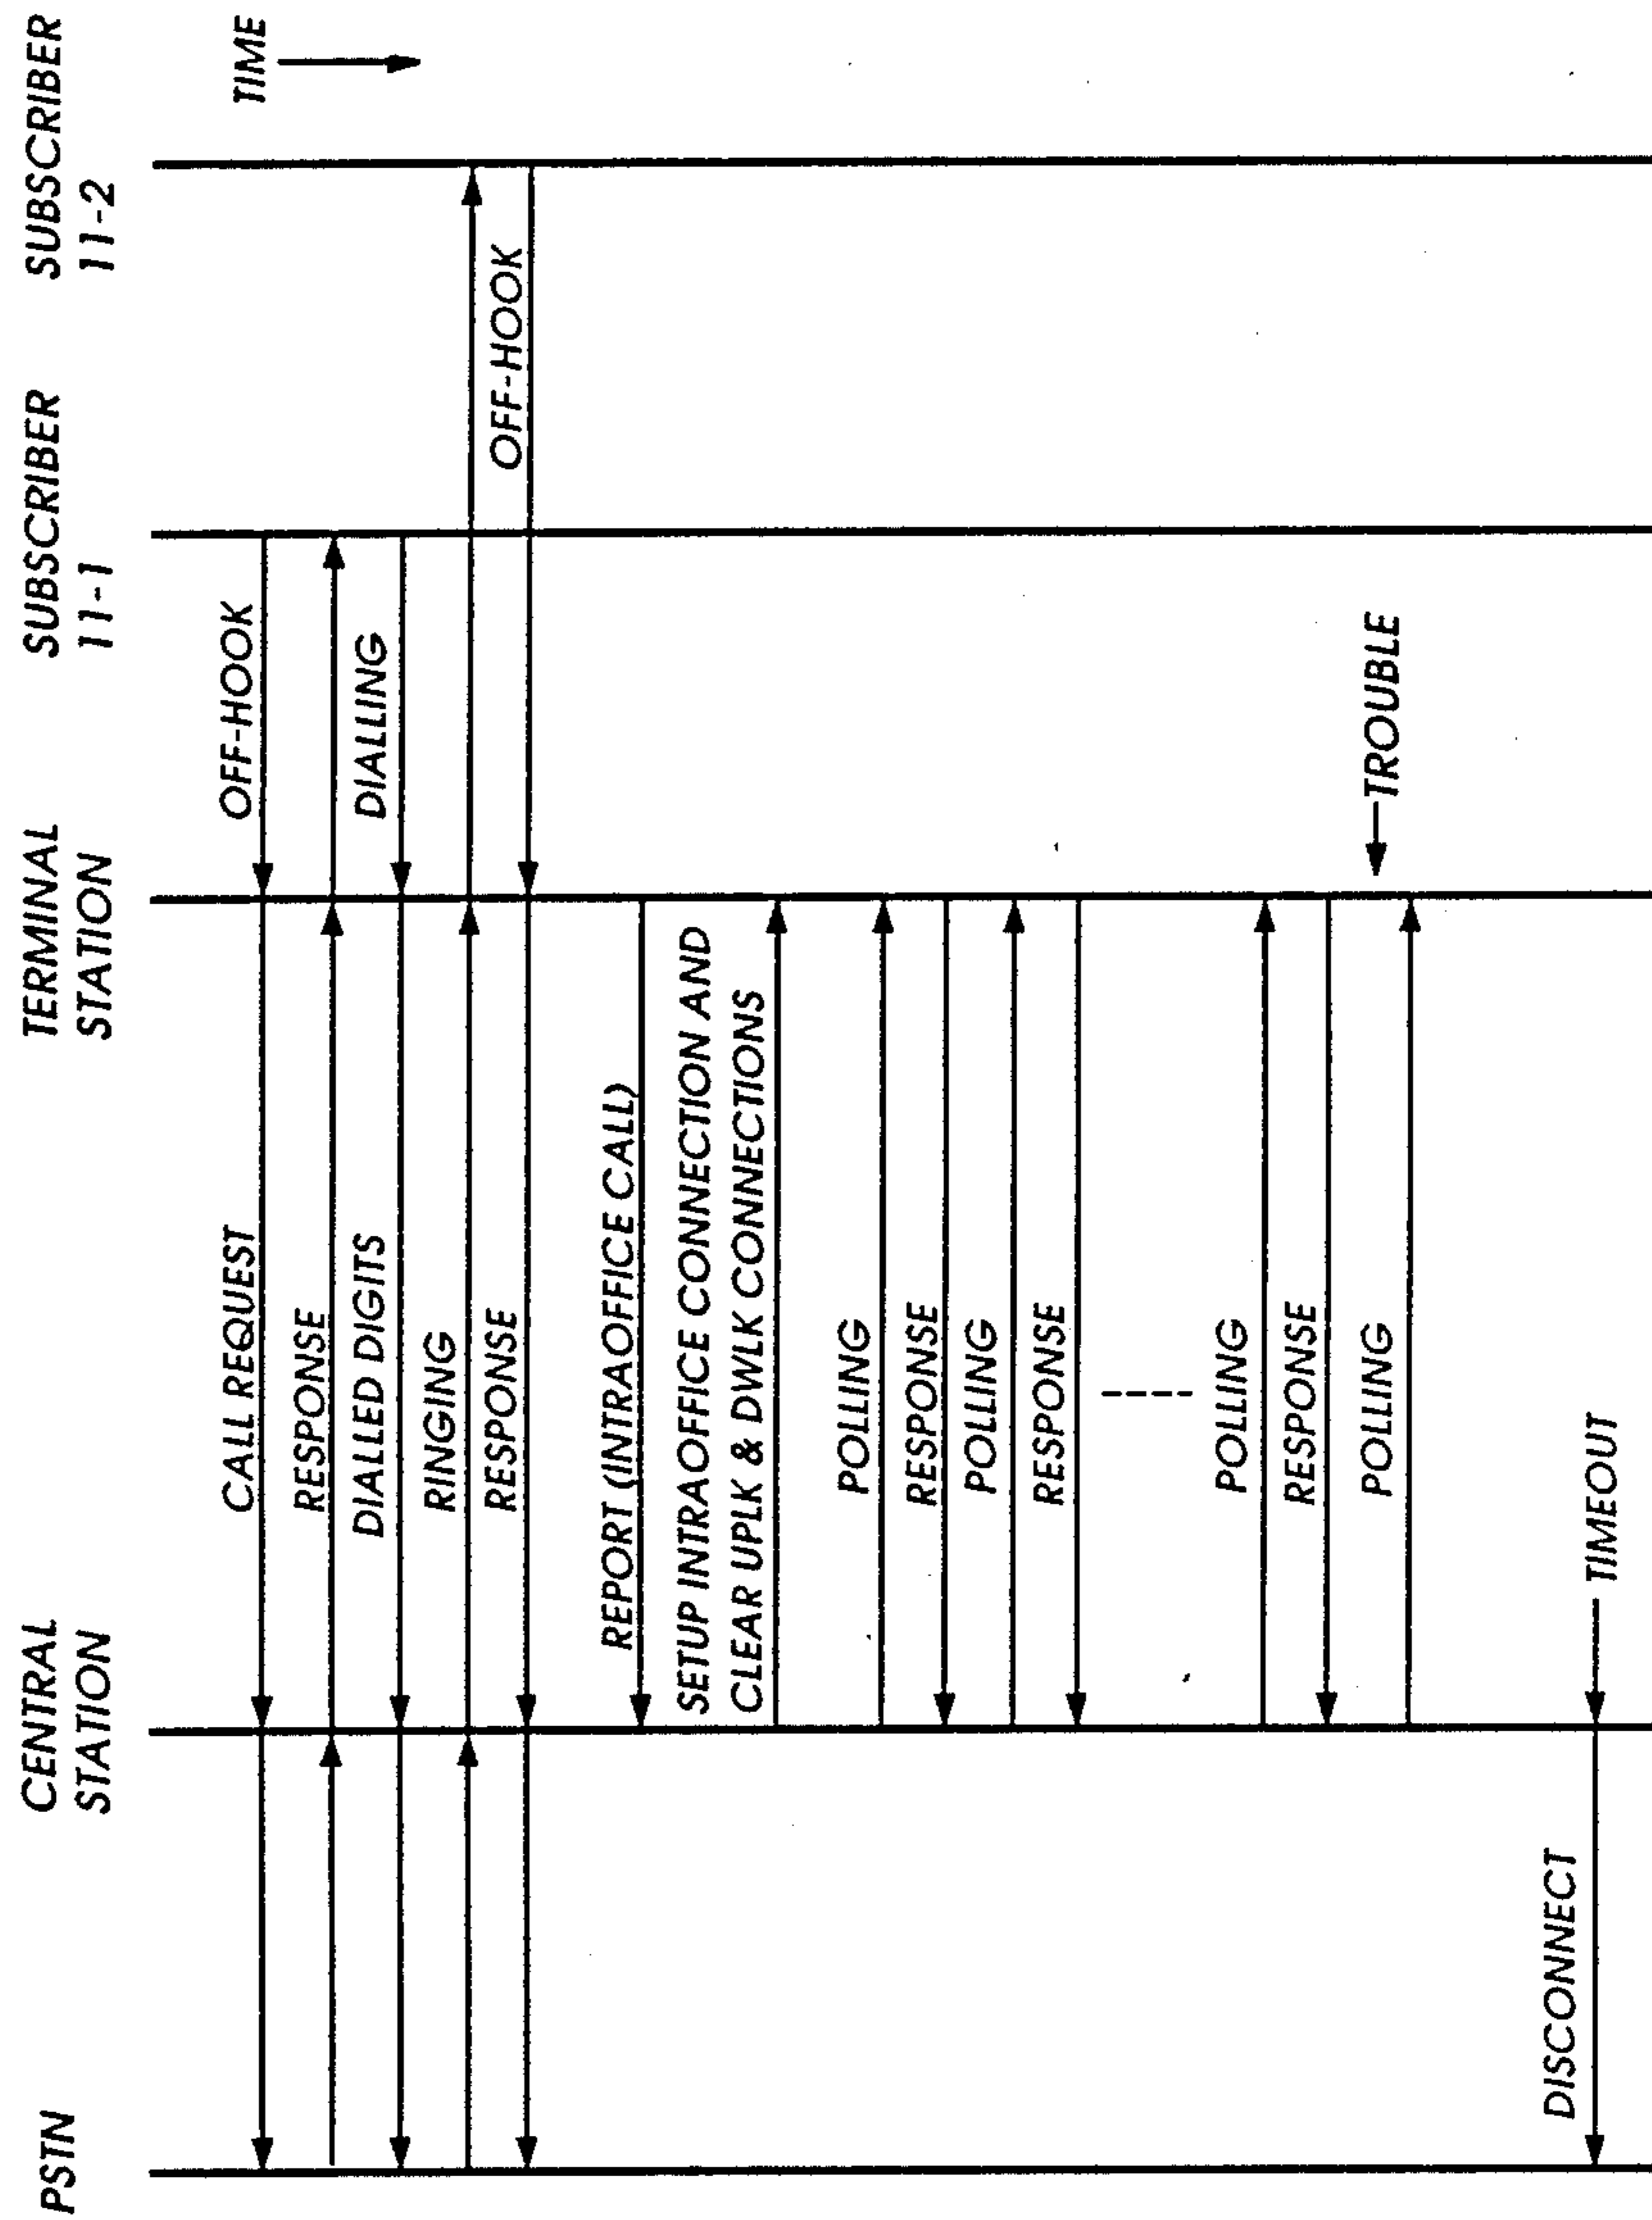 PSTN
CENTRAL
STATION
TERMINAL
STATION
SUBSCRIBER
11-1
SUBSCRIBER
11-2
TIME
CALL REQUEST
OFF-HOOK
RESPONSE
DIALLED DIGITS
DIALLING
RINGING
RESPONSE
OFF-HOOK
REPORT (INTRAOFFICE CALL)
SETUP INTRAOFFICE CONNECTION AND
CLEAR UPLK & DWLK CONNECTIONS
POLLING
RESPONSE
POLLING
RESPONSE
POLLING
RESPONSE
POLLING
TROUBLE
DISCONNECT
TIMEOUT